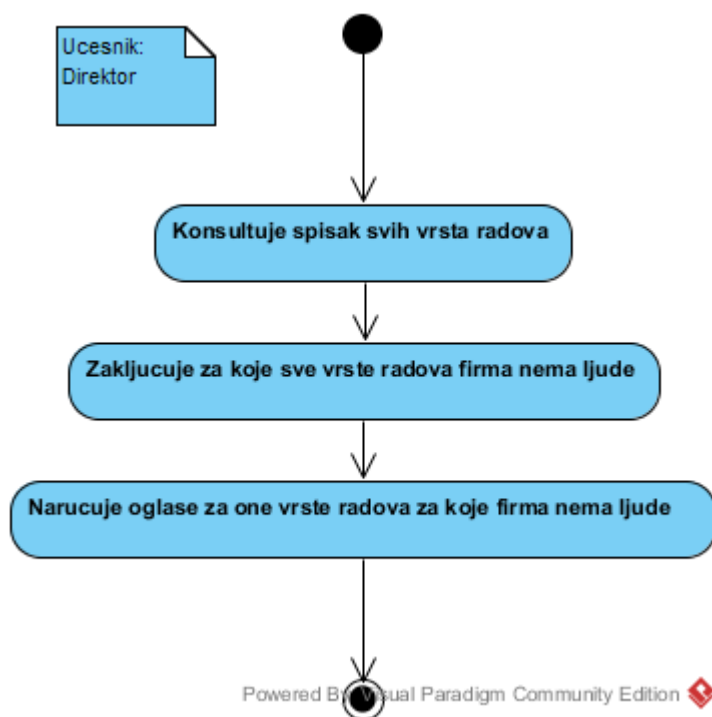 Ucesnik:
Direktor
Konsultuje spisak svih vrsta radova
Zakljucuje za koje sve vrste radova firma nema ljude
Narucuje oglase za one vrste radova za koje firma nema ljude
Powered By Visual Paradigm Community Edition